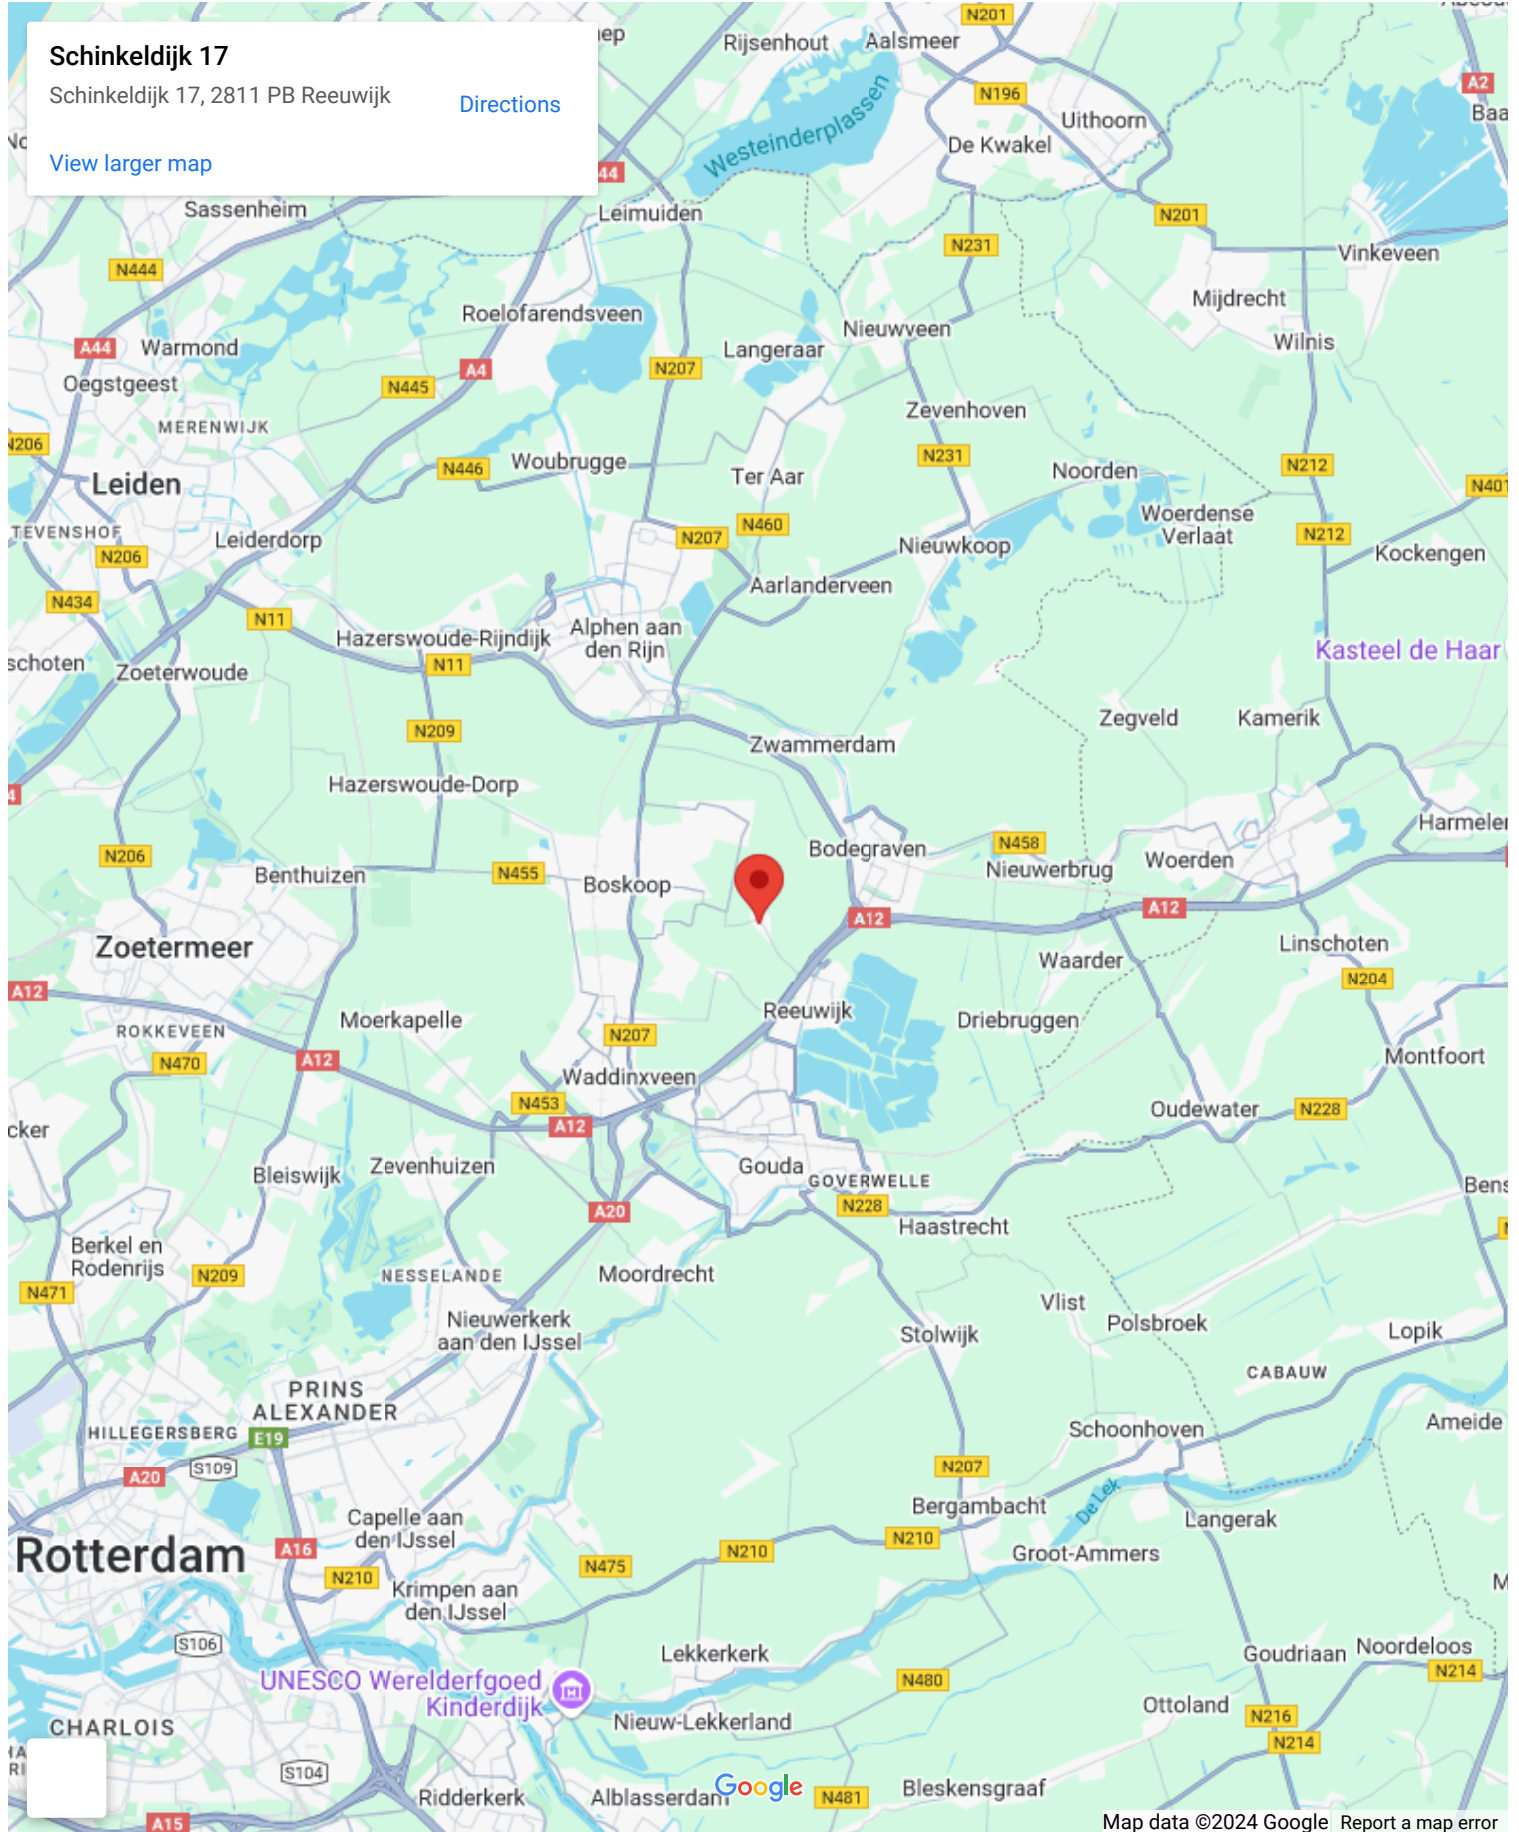 Schinkeldijk 17
Schinkeldijk 17, 2811 PB Reeuwijk
Directions
View larger map
N201
Rijsenhout
Aalsmeer
A2
N196
Uithoorn
Westeinderplassen
De Kwakel
44
Sassenheim
Leimuiden
N201
N231
Vinkeveen
N444
Mijdrecht
Roelofarendsveen
Nieuwveen
Wilnis
A44
Warmond
Langeraar
A4
N207
Oegstgeest
N445
Zevenhoven
MERENWIJK
N206
N231
Woubrugge
N446
Noorden
N212
Ter Aar
Leiden
N401
Woerdense
Verlaat
N460
TEVENSHOF
N207
N212
Leiderdorp
Nieuwkoop
N206
Kockengen
Aarlanderveen
N434
N11
Alphen aan
den Rijn
Hazerswoude-Rijndijk
Kasteel de Haar
schoten
N11
Zoeterwoude
Zegveld
Kamerik
N209
Zwammerdam
Hazerswoude-Dorp
4
Bodegraven
N458
N206
Woerden
Nieuwerbrug
Benthuizen
N455
Boskoop
A12
A12
Zoetermeer
Linschoten
Waarder
N204
A12
Reeuwijk
Moerkapelle
Driebruggen
ROKKEVEEN
N207
N470
A12
Montfoort
Waddinxveen
N453
Oudewater
N228
A12
cker
Gouda
Zevenhuizen
Bleiswijk
GOVERWELLE
N228
A20
Haastrecht
Berkel en
Rodenrijs
N209
NESSELANDE
Moordrecht
N471
Vlist
Nieuwerkerk
aan den IJssel
Polsbroek
Stolwijk
Lopik
CABAUW
PRINS
ALEXANDER
Ameide
HILLEGERSBERG
E19
Schoonhoven
S109
A20
N207
De Lek
Bergambacht
Capelle aan
den IJssel
Langerak
N210
A16
N210
Groot-Ammers
Rotterdam
N475
N210
Krimpen aan
den IJssel
S106
Noordeloos
Lekkerkerk
Goudriaan
N214
UNESCO Werelderfgoed
Kinderdijk
N480
Ottoland
N216
Nieuw-Lekkerland
CHARLOIS
N214
S104
Google
Bleskensgraaf
Ridderkerk
Alblasserdam
N481
A15
Map data ©2024 Google
Report a map error